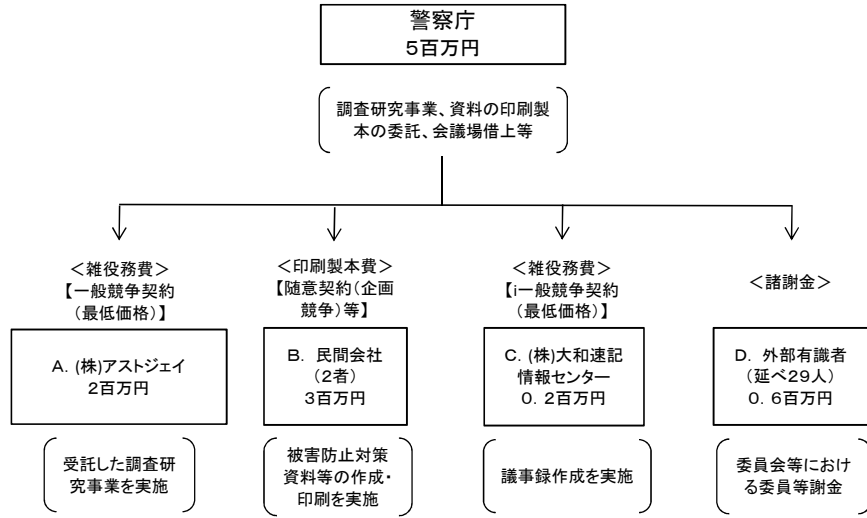 警察庁
5百万円
調査研究事業、資料の印刷製
本の委託、会議場借上等
＜雑役務費＞
【一般競争契約
（最低価格）】
A. (株)アストジェイ
2百万円
受託した調査研
究事業を実施
＜印刷製本費＞
【随意契約（企画
競争）等】
B. 民間会社
（2者）
3百万円
被害防止対策
資料等の作成・
印刷を実施
＜雑役務費＞
【i一般競争契約
（最低価格）】
C. (株)大和速記
情報センター
0. 2百万円
議事録作成を実施
＜諸謝金＞
D. 外部有識者
（延べ29人）
0. 6百万円
委員会等におけ
る委員等謝金